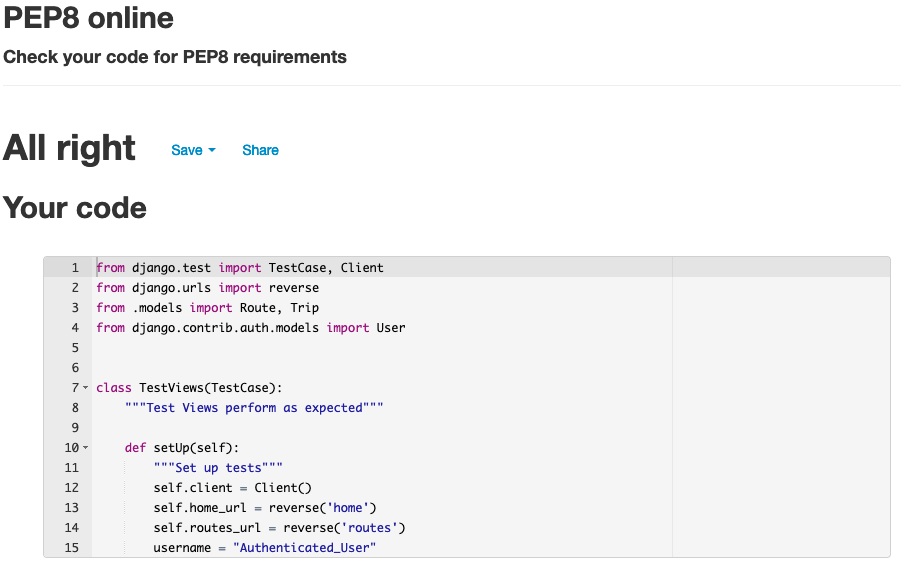 PEP8 online
Check your code for PEP8 requirements
All right Save Share
Your code
1 from django.test import TestCase, Client
2 from django.urls import reverse
3 from .models import Route, Trip
4 from django.contrib.auth.models import User
5
6
7 class TestViews(TestCase):
8     """Test Views perform as expected"""
9
10     def setUp(self):
11         """Set up tests"""
12         self.client = Client()
13         self.home_url = reverse('home')
14         self.routes_url = reverse('routes')
15         username = "Authenticated_User"